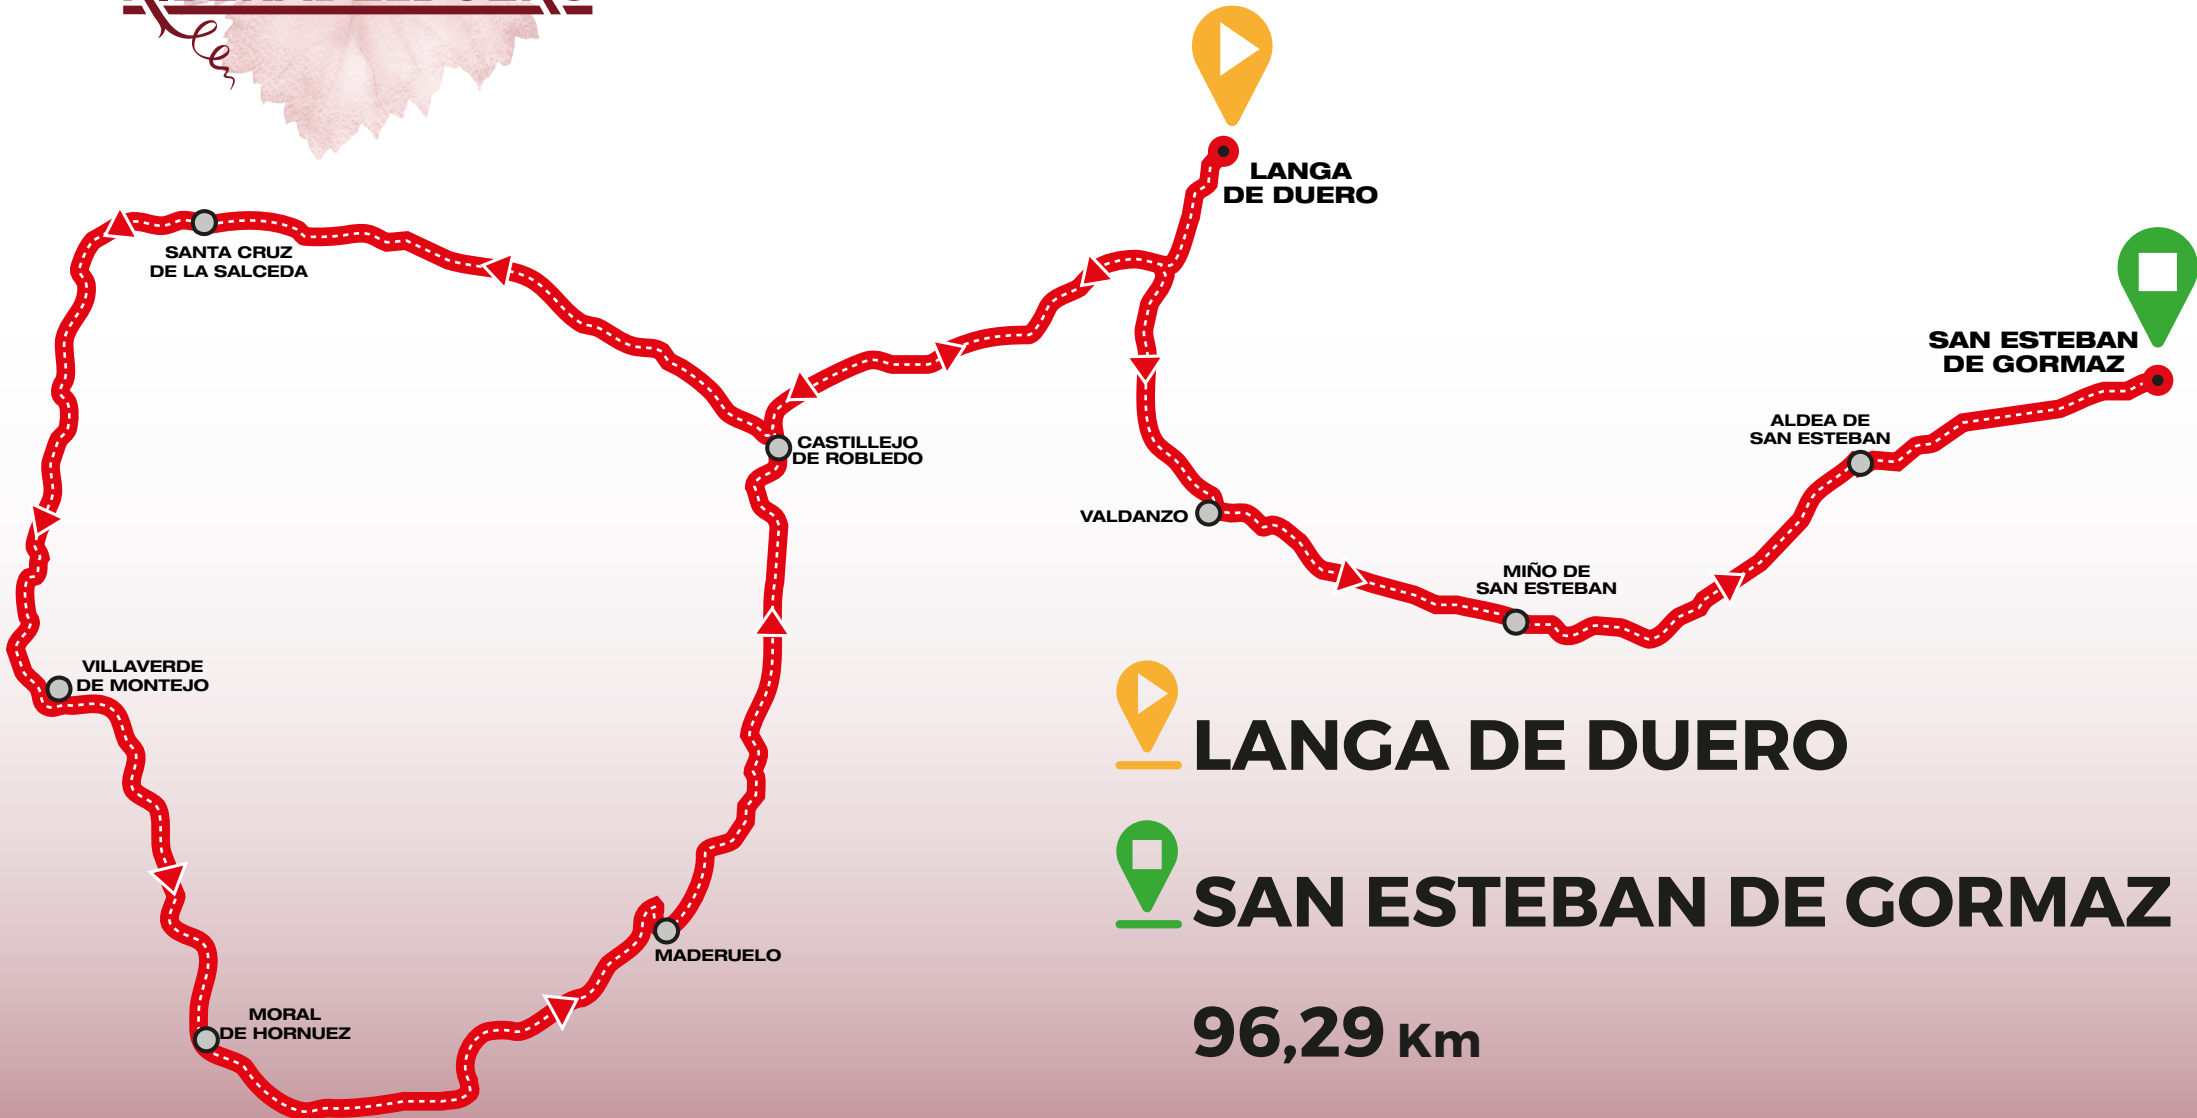 LANGA
DE DUERO
SANTA CRUZ
DE LA SALCEDA
SAN ESTEBAN
DE GORMAZ
ALDEA DE
SAN ESTEBAN
CASTILLEJO
DE ROBLEDO
VALDANZO
MIÑO DE
SAN ESTEBAN
VILLAVERDE
DE MONTEJO
LANGA DE DUERO
SAN ESTEBAN DE GORMAZ
MADERUELO
MORAL
DE HORNUEZ
96,29 Km